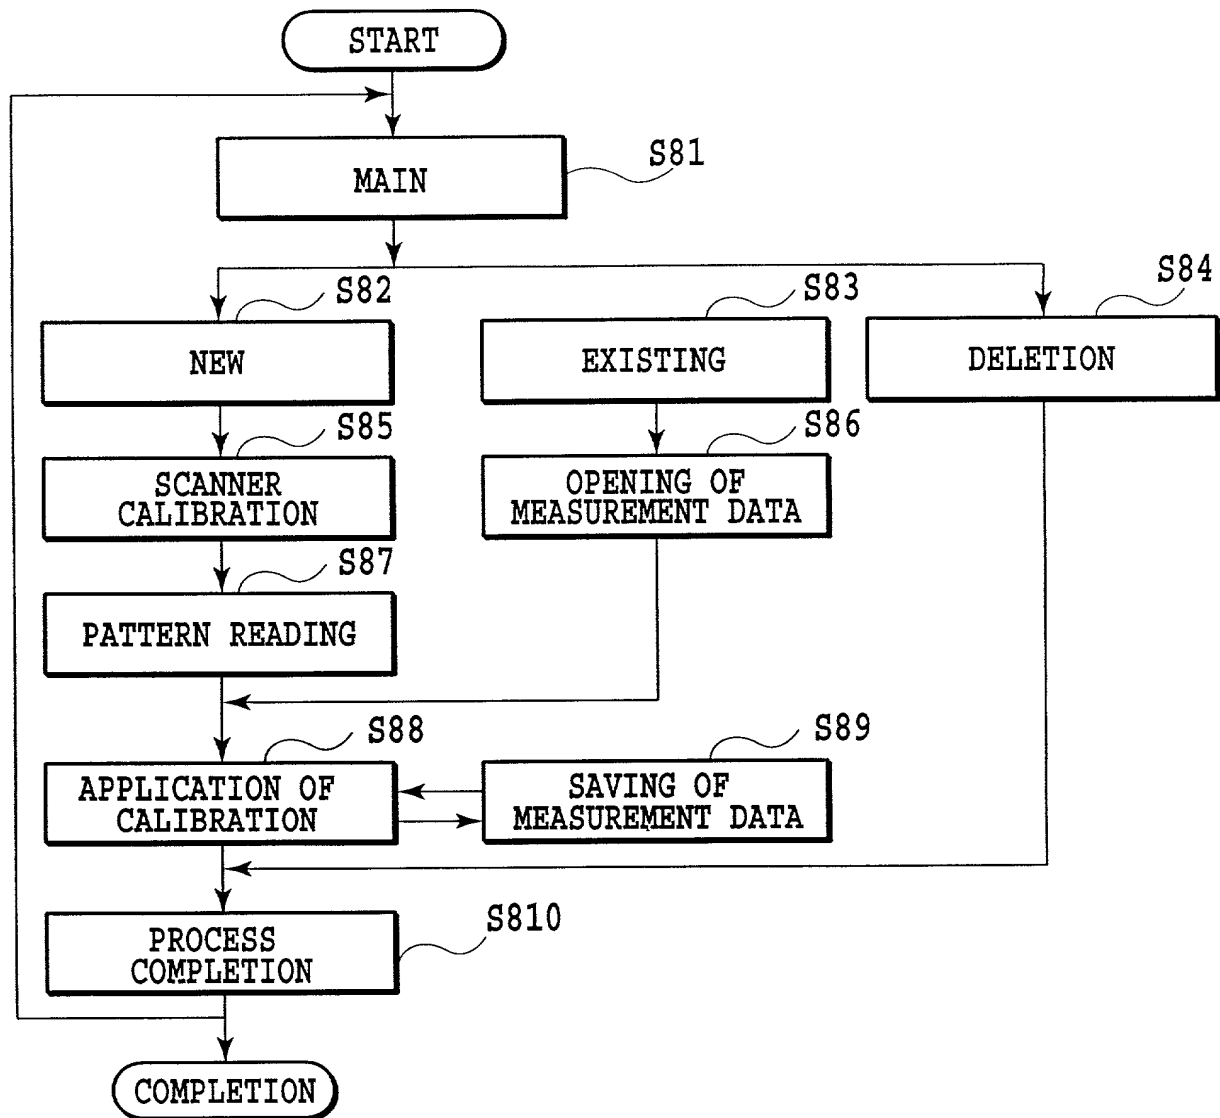 START
S81
MAIN
S82
S83
S84
NEW
EXISTING
DELETION
S85
S86
SCANNER
CALIBRATION
OPENING OF
MEASUREMENT DATA
S87
PATTERN READING
S88
S89
APPLICATION OF
CALIBRATION
SAVING OF
MEASUREMENT DATA
S810
PROCESS
COMPLETION
COMPLETION